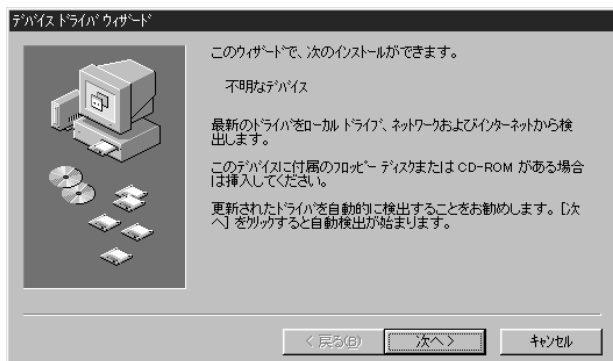 ﾃﾞﾊﾞｲｽ ﾄﾞﾗｲﾊﾞ ｳｨｻﾞｰﾄﾞ
このｳｨｻﾞｰﾄﾞで、次のｲﾝｽﾄｰﾙができます。
不明なﾃﾞﾊﾞｲｽ
最新のﾄﾞﾗｲﾊﾞをﾛｰｶﾙ ﾄﾞﾗｲﾌﾞ、ﾈｯﾄﾜｰｸおよびｲﾝﾀｰﾈｯﾄから検
出します。
このﾃﾞﾊﾞｲｽに付属のﾌﾛｯﾋﾟｰ ﾃﾞｨｽｸまたは CD-ROM がある場合
は挿入してください。
更新されたﾄﾞﾗｲﾊﾞを自動的に検出することをお勧めします。[次
へ] をｸﾘｯｸすると自動検出が始まります。
< 戻る(B)
次へ >
ｷｬﾝｾﾙ